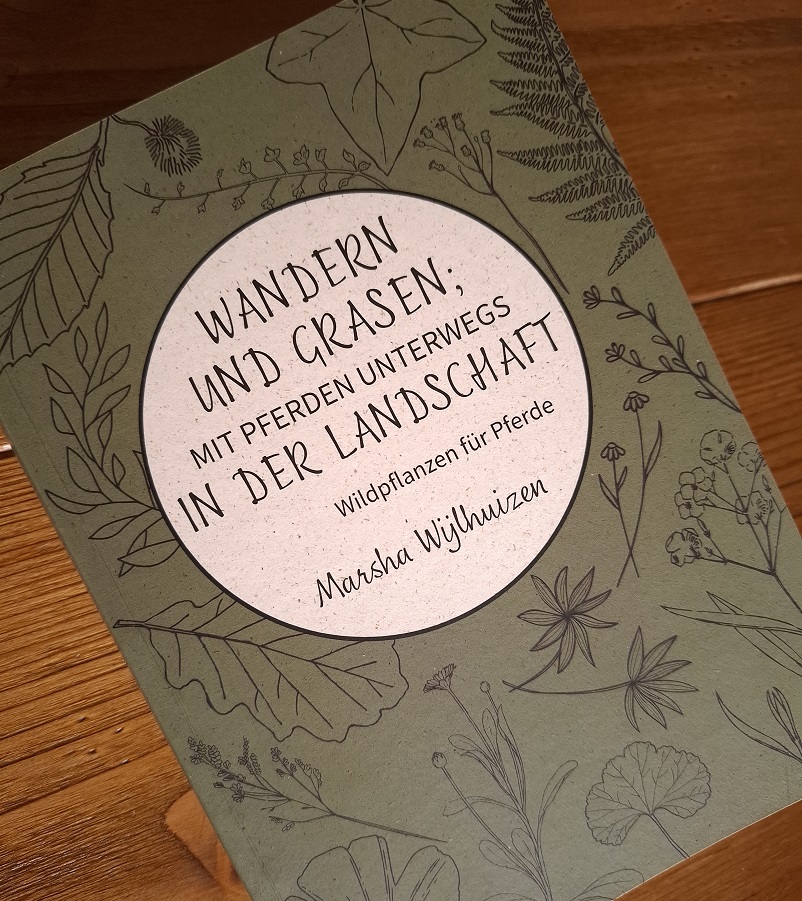 WANDERN
UND GRASEN;
MIT PFERDEN UNTERWEGS
IN DER LANDSCHAFT
Wildpflanzen für Pferde
Marsha Wijlhuizen